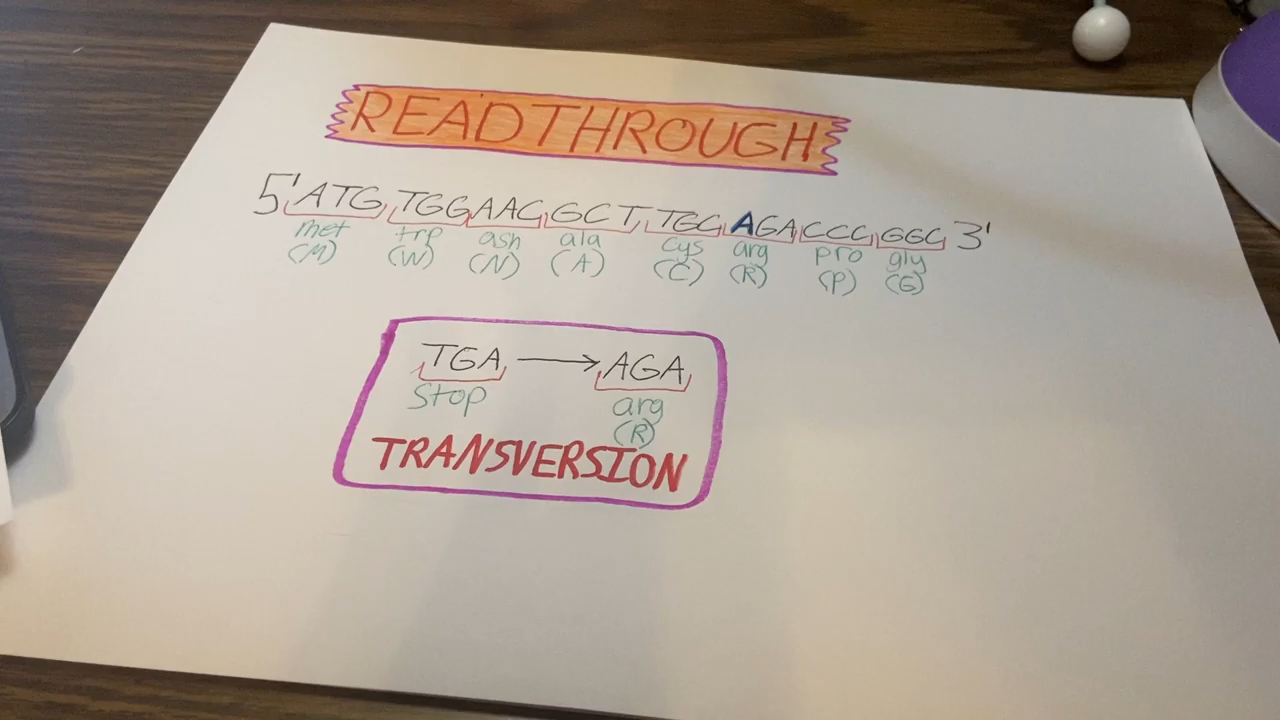 READTHROUGH
5' ATG TGG AAC GCT TGC AGA CCC GGC 3'
met trp asn ala cys arg pro gly
(M) (W) (N) (A) (C) (R) (P) (G)
TGA → AGA
Stop arg
(R)
TRANSVERSION